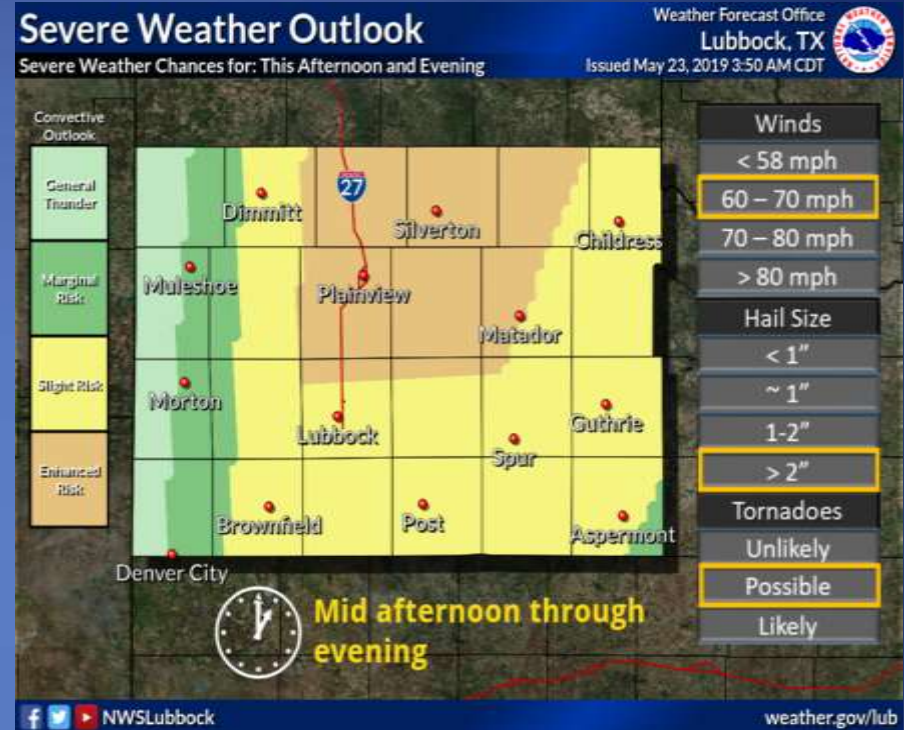 Severe Weather Outlook
Severe Weather Chances for: This Afternoon and Evening
Weather Forecast Office
Lubbock, TX
Issued May 23, 2019 3:50 AM CDT
Convective
Outlook
General
Thunder
Marginal
Risk
Slight Risk
Enhanced
Risk
27
Dimmitt
Silverton
Childress
Muleshoe
Plainview
Matador
Morton
Lubbock
Guthrie
Spur
Brownfield
Post
Aspermont
Denver City
Mid afternoon through
evening
Winds
< 58 mph
60 – 70 mph
70 – 80 mph
> 80 mph
Hail Size
< 1"
~ 1"
1-2"
> 2"
Tornadoes
Unlikely
Possible
Likely
NWSLubbock
weather.gov/lub